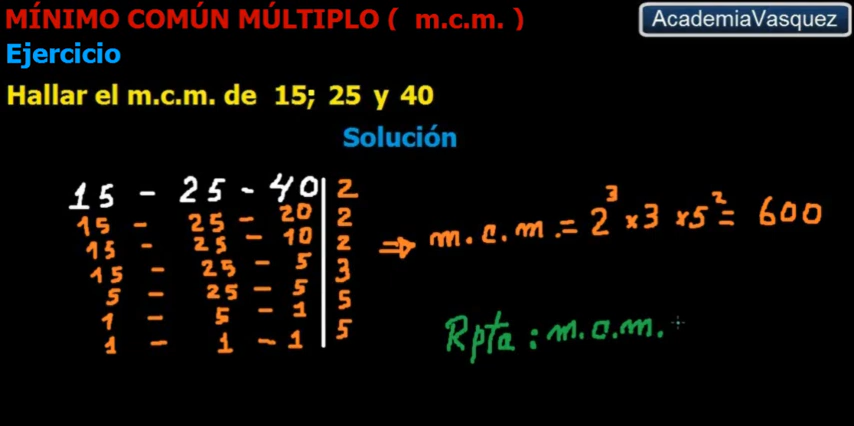 MÍNIMO COMÚN MÚLTIPLO ( m.c.m. )
AcademiaVasquez
Ejercicio
Hallar el m.c.m. de 15; 25 y 40
Solución
15 - 25 - 40 | 2
15 - 25 - 20 | 2
15 - 25 - 10 | 2
15 - 25 - 5 | 3
5 - 25 - 5 | 5
1 - 5 - 1 | 5
1 - 1 - 1 |
⇒ m.c.m.= 2³ x 3 x 5² = 600
Rpta : m.c.m.